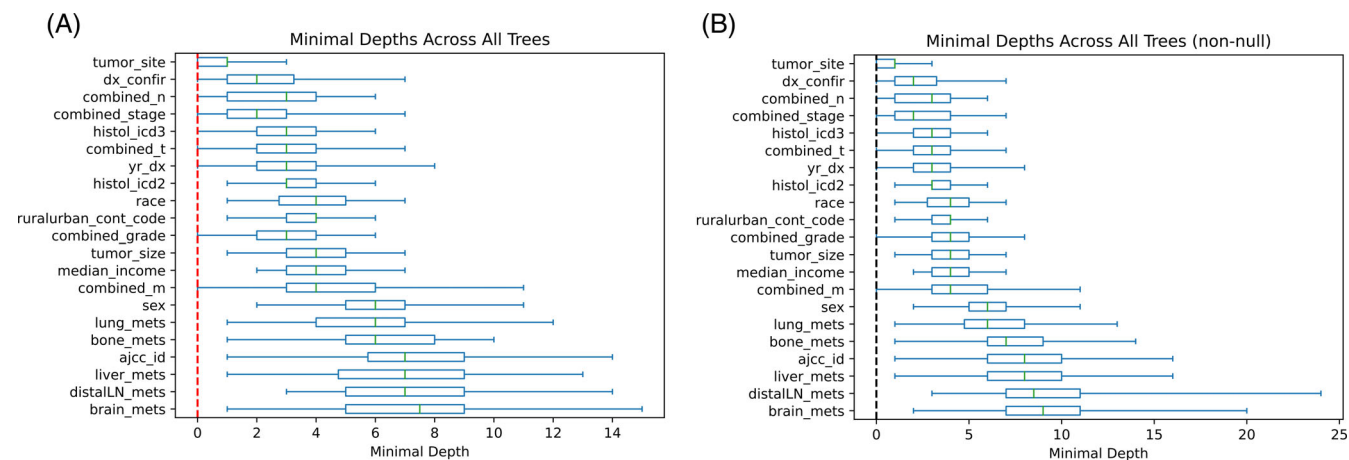 (A)
Minimal Depths Across All Trees
tumor_site
dx_confir
combined_n
combined_stage
histol_icd3
combined_t
yr_dx
histol_icd2
race
ruralurban_cont_code
combined_grade
tumor_size
median_income
combined_m
sex
lung_mets
bone_mets
ajcc_id
liver_mets
distalLN_mets
brain_mets
0 2 4 6 8 10 12 14
Minimal Depth
(B)
Minimal Depths Across All Trees (non-null)
tumor_site
dx_confir
combined_n
combined_stage
histol_icd3
combined_t
yr_dx
histol_icd2
race
ruralurban_cont_code
combined_grade
tumor_size
median_income
combined_m
sex
lung_mets
bone_mets
ajcc_id
liver_mets
distalLN_mets
brain_mets
0 5 10 15 20 25
Minimal Depth